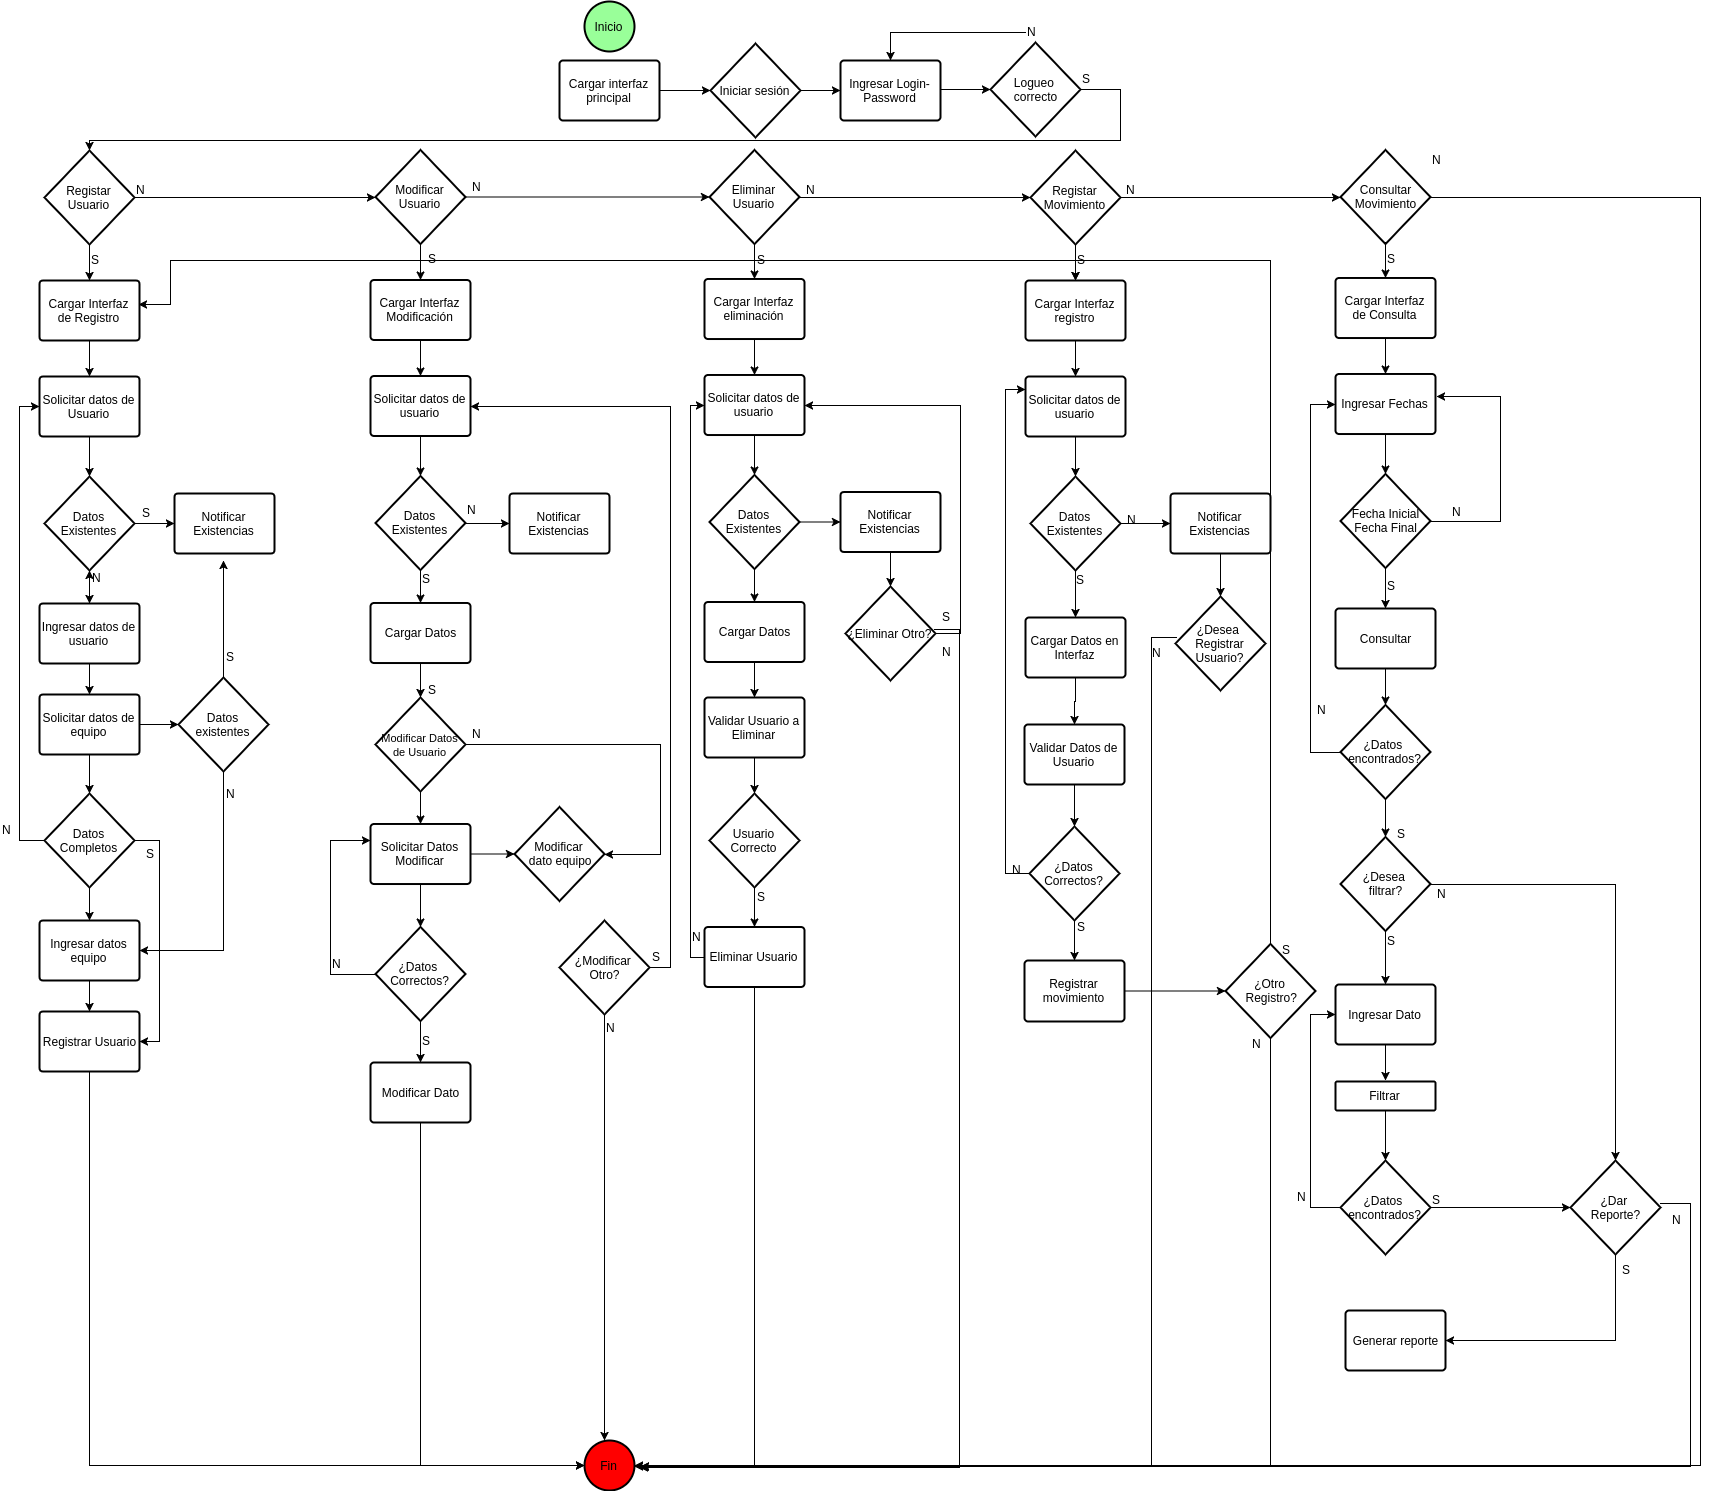 Inicio
N
Cargar interfaz
principal
Iniciar sesión
Ingresar Login-
Password
Logueo
correcto
S
Registar
Usuario
N
Modificar
Usuario
N
Eliminar
Usuario
N
Registar
Movimiento
N
Consultar
Movimiento
N
S
S
S
S
S
Cargar Interfaz
de Registro
Cargar Interfaz
Modificación
Cargar Interfaz
eliminación
Cargar Interfaz
registro
Cargar Interfaz
de Consulta
Solicitar datos de
Usuario
Solicitar datos de
usuario
Solicitar datos de
usuario
Solicitar datos de
usuario
Ingresar Fechas
Datos
Existentes
S
Notificar
Existencias
Datos
Existentes
N
Notificar
Existencias
Datos
Existentes
Notificar
Existencias
Datos
Existentes
N
Notificar
Existencias
Fecha Inicial
Fecha Final
N
N
S
S
S
Ingresar datos de
usuario
Cargar Datos
Cargar Datos
¿Eliminar Otro?
S
N
Cargar Datos en
Interfaz
¿Desea
Registrar
Usuario?
N
Consultar
S
Solicitar datos de
equipo
Datos
existentes
S
Modificar Datos
de Usuario
N
Validar Usuario a
Eliminar
Validar Datos de
Usuario
N
¿Datos
encontrados?
N
N
Datos
Completos
S
Solicitar Datos
Modificar
Modificar
dato equipo
Usuario
Correcto
N
¿Datos
Correctos?
S
¿Desea
filtrar?
N
S
S
S
Ingresar datos
equipo
N
¿Datos
Correctos?
¿Modificar
Otro?
S
N
Eliminar Usuario
Registrar
movimiento
¿Otro
Registro?
S
N
Ingresar Dato
Registrar Usuario
S
N
Modificar Dato
Filtrar
N
¿Datos
encontrados?
S
¿Dar
Reporte?
N
S
Generar reporte
Fin